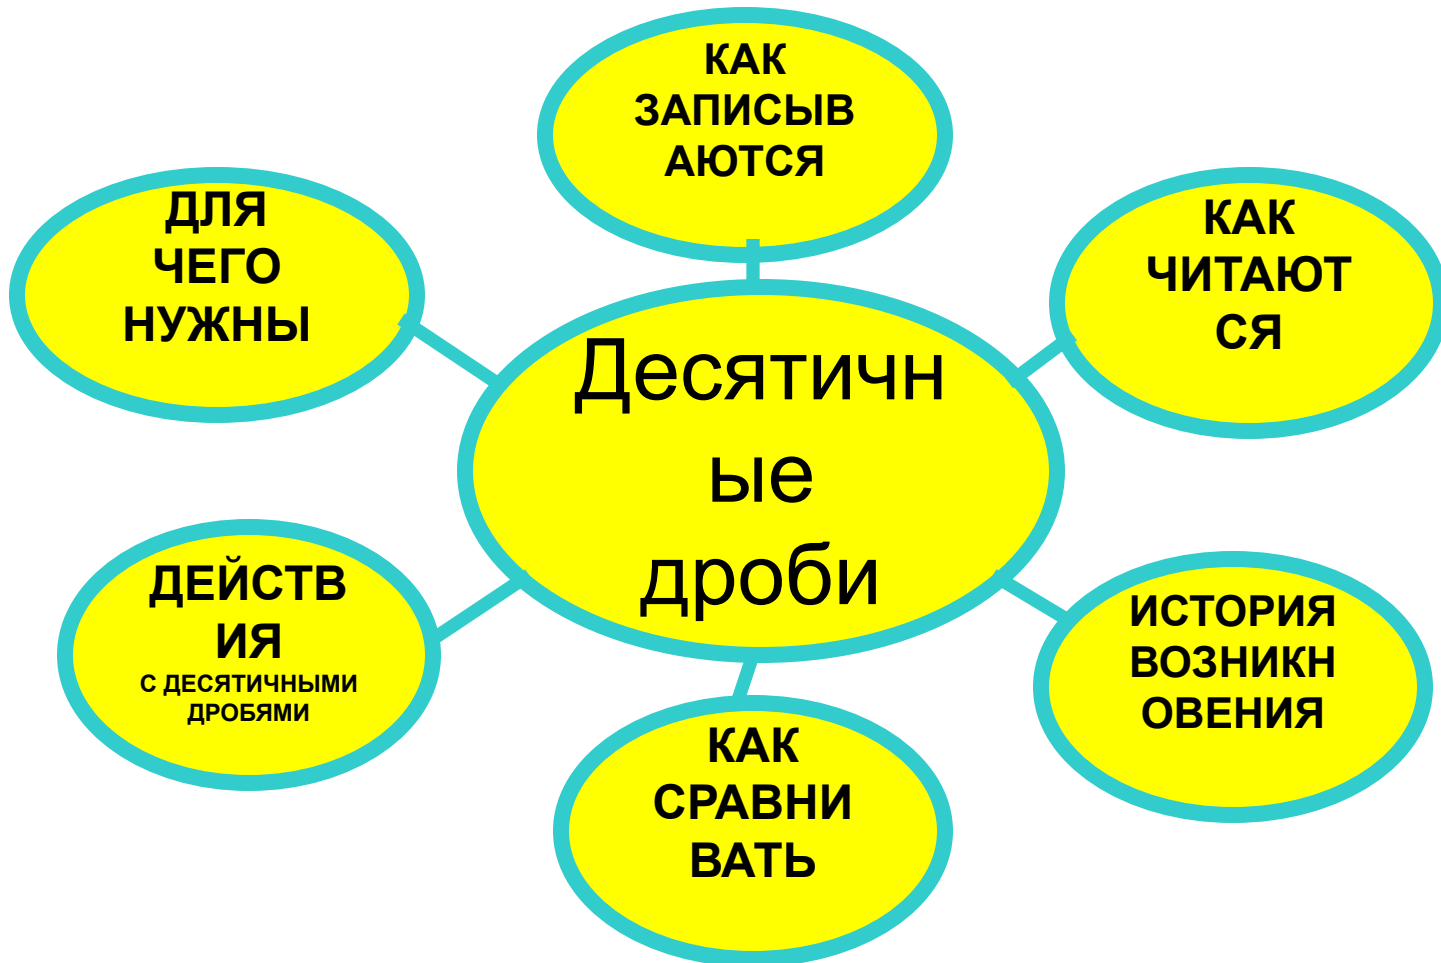 КАК
ЗАПИСЫВ
АЮТСЯ
ДЛЯ
ЧЕГО
НУЖНЫ
КАК
ЧИТАЮТ
СЯ
Десятичн
ые
дроби
ДЕЙСТВ
ИЯ
С ДЕСЯТИЧНЫМИ
ДРОБЯМИ
ИСТОРИЯ
ВОЗНИКН
ОВЕНИЯ
КАК
СРАВНИ
ВАТЬ